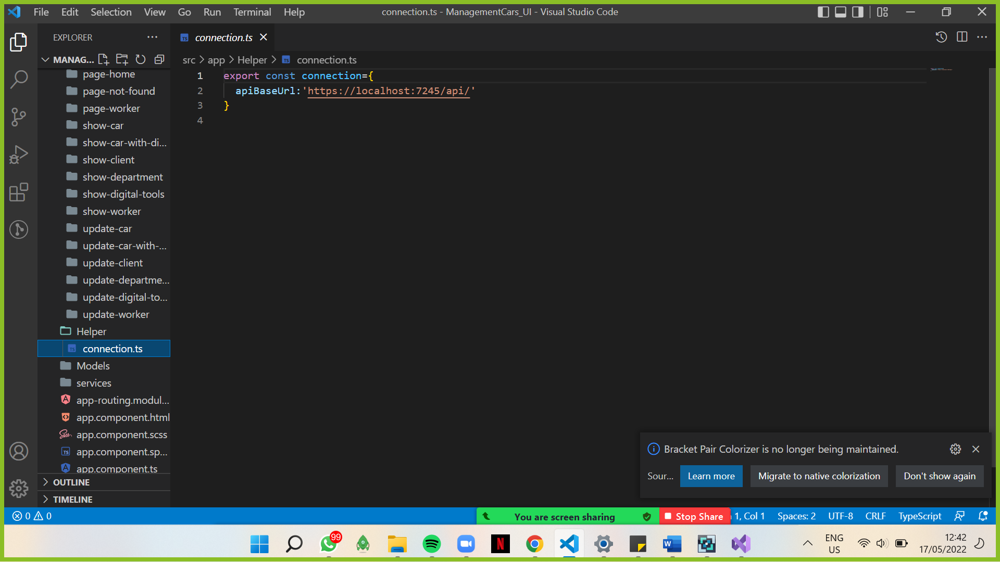 File Edit Selection View Go Run Terminal Help
connection.ts - ManagementCars_UI - Visual Studio Code
EXPLORER
connection.ts
MANAG...
src > app > Helper > TS connection.ts
page-home
page-not-found
page-worker
show-car
show-car-with-di...
show-client
show-department
show-digital-tools
show-worker
update-car
update-car-with-...
update-client
update-departme...
update-digital-to...
update-worker
Helper
connection.ts
Models
services
app-routing.modul...
app.component.html
app.component.scss
app.component.sp...
app.component.ts
OUTLINE
TIMELINE
1 export const connection={
2 apiBaseUrl:'https://localhost:7245/api/'
3 }
4
Bracket Pair Colorizer is no longer being maintained.
Sour... Learn more Migrate to native colorization Don't show again
0 0
You are screen sharing Stop Share
1, Col 1 Spaces: 2 UTF-8 CRLF TypeScript
99
ENG
US
12:42
17/05/2022